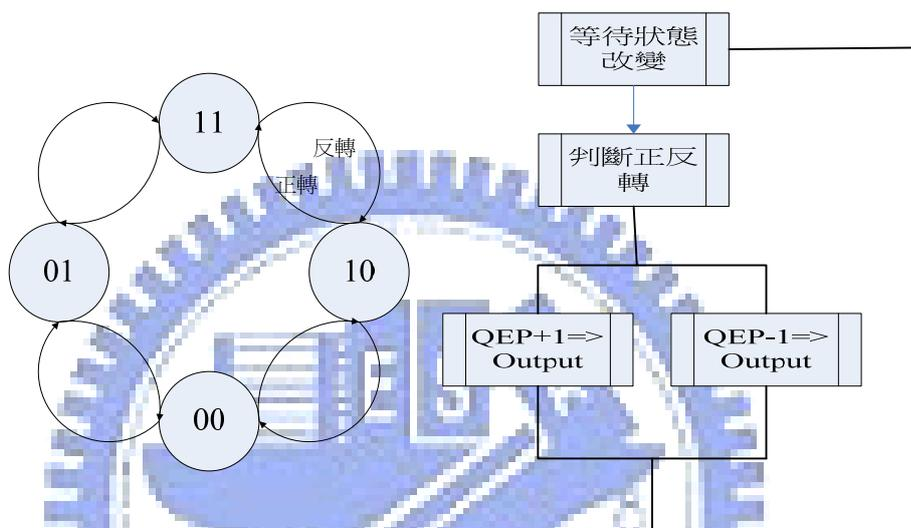 等待狀態
改變
11
反轉
正轉
判斷正反
轉
01
10
QEP+1=>
Output
QEP-1=>
Output
00